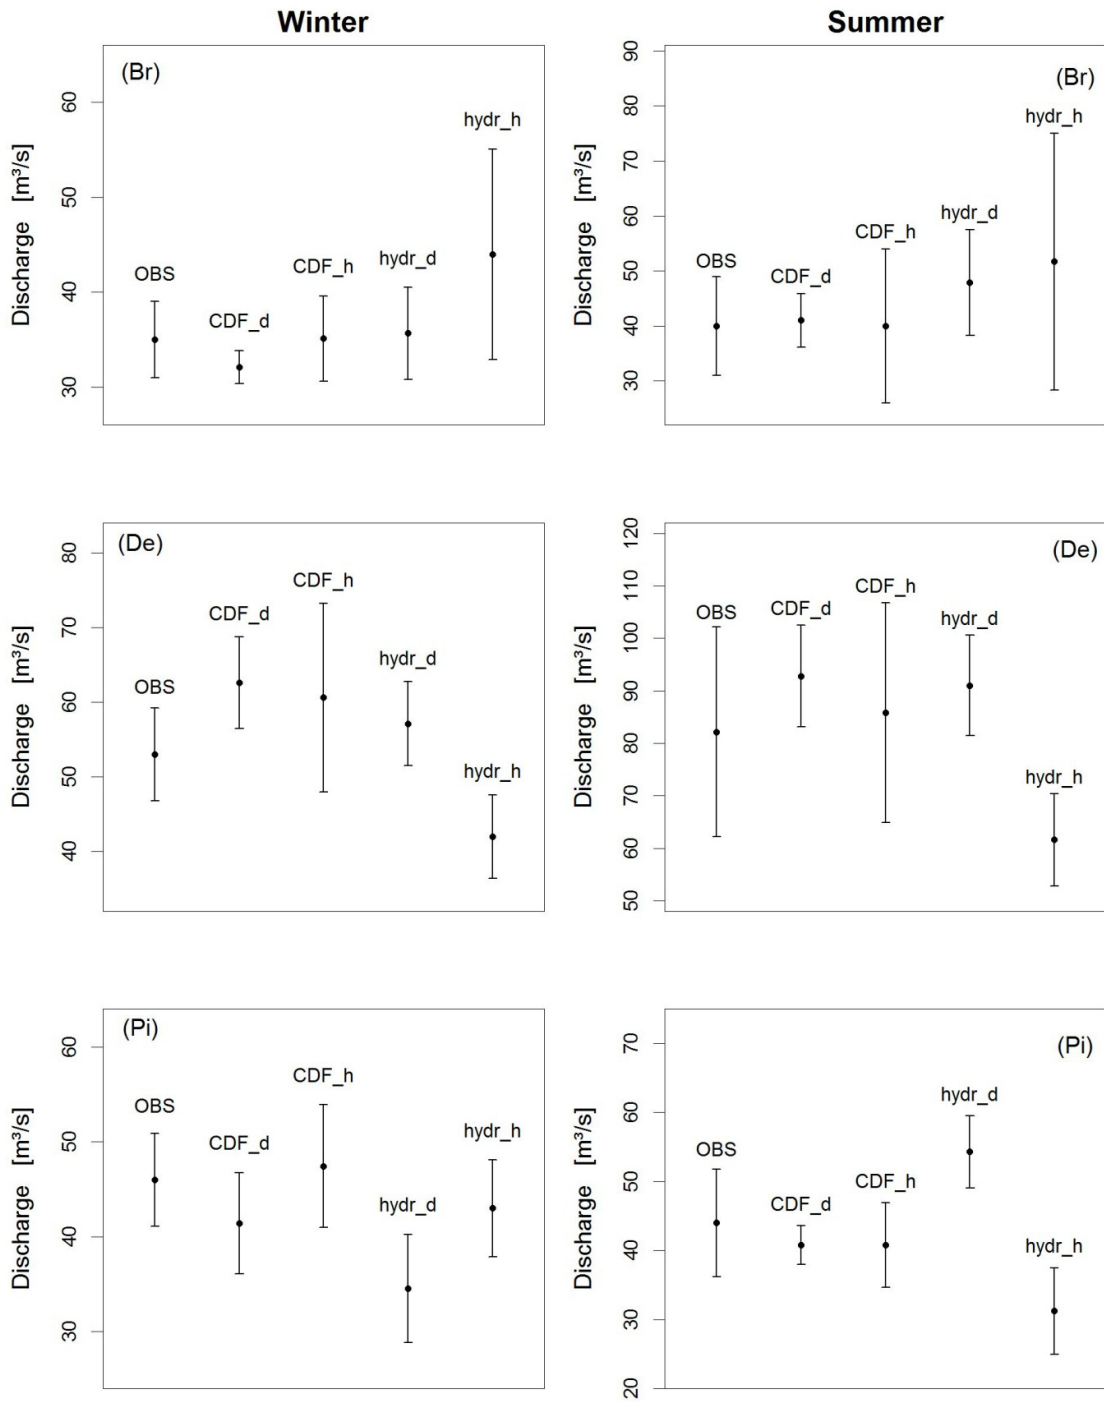 Winter
Summer
(Br)
Discharge [m³/s]
60
50
40
30
OBS
CDF_d
CDF_h
hydr_d
hydr_h
(Br)
Discharge [m³/s]
90
80
70
60
50
40
30
OBS
CDF_d
CDF_h
hydr_d
hydr_h
(De)
Discharge [m³/s]
80
70
60
50
40
OBS
CDF_d
CDF_h
hydr_d
hydr_h
(De)
Discharge [m³/s]
120
110
100
90
80
70
60
50
OBS
CDF_d
CDF_h
hydr_d
hydr_h
(Pi)
Discharge [m³/s]
60
50
40
30
OBS
CDF_d
CDF_h
hydr_d
hydr_h
(Pi)
Discharge [m³/s]
70
60
50
40
30
20
OBS
CDF_d
CDF_h
hydr_d
hydr_h